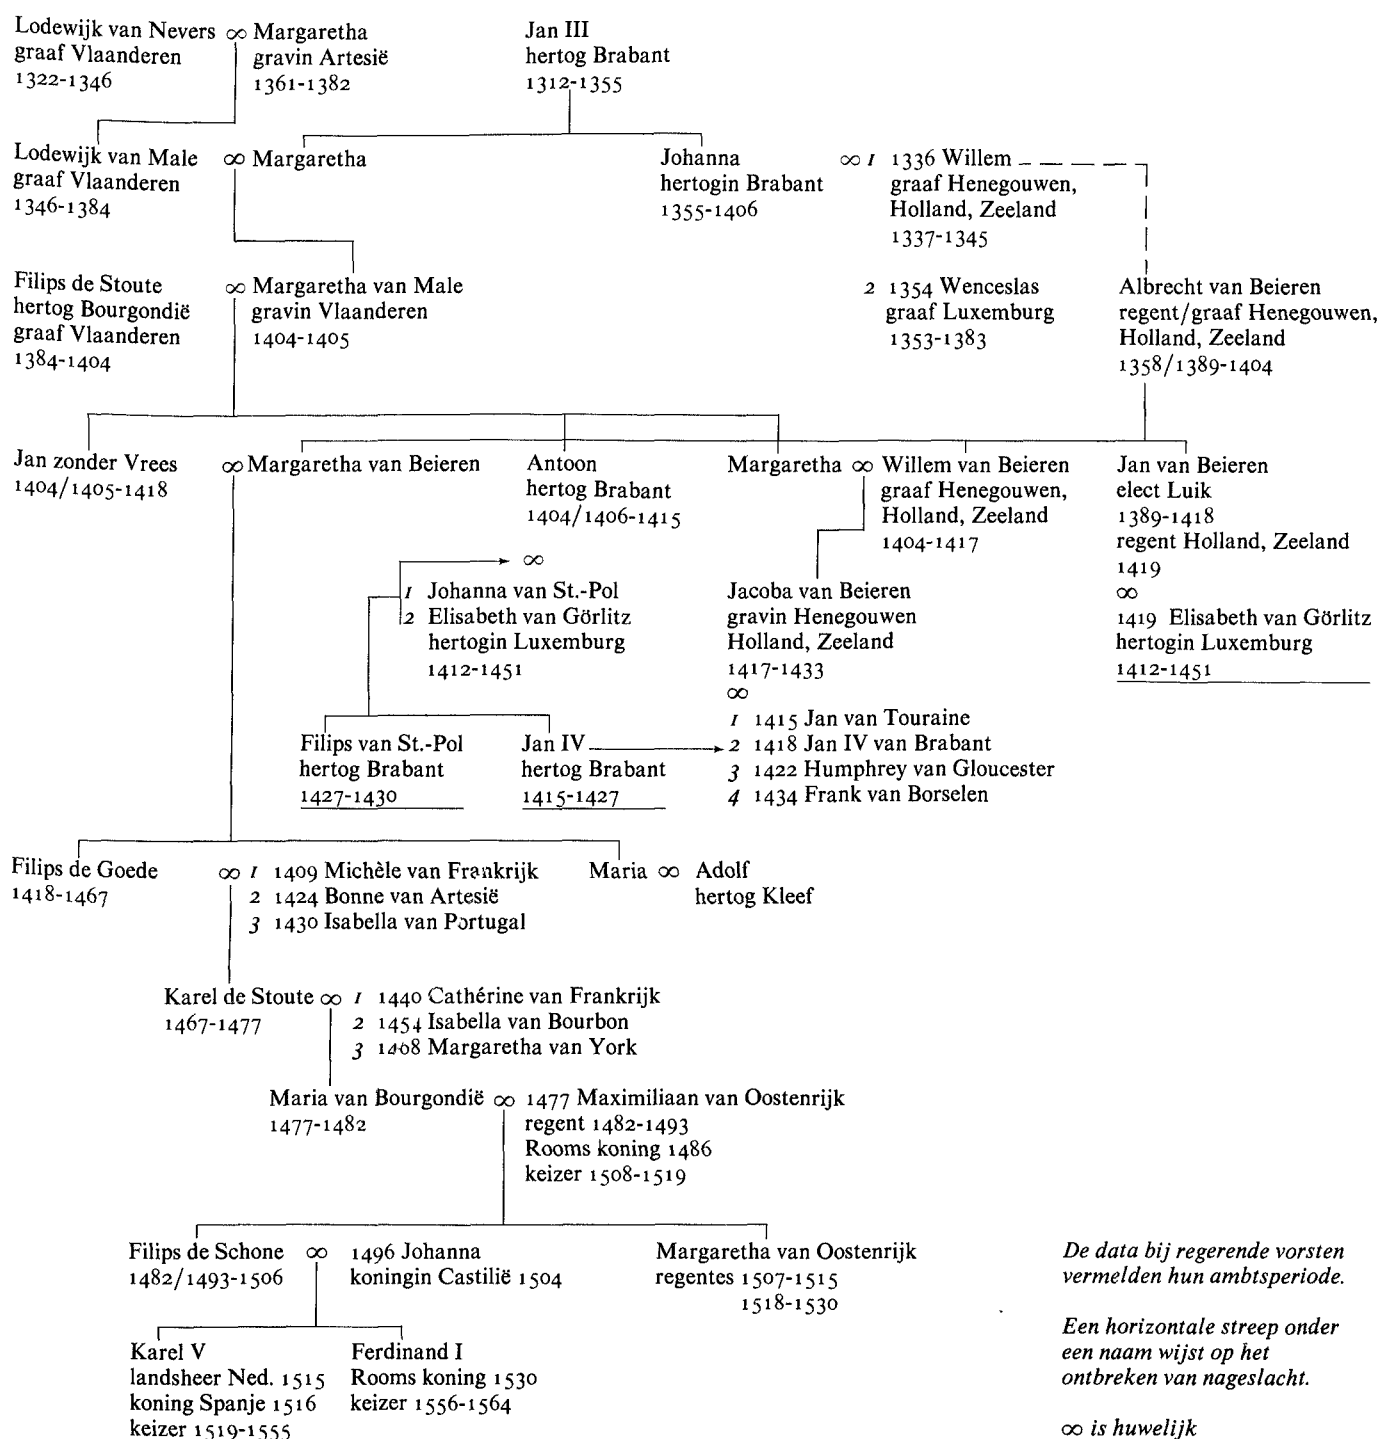 Lodewijk van Nevers ∞ Margaretha
graaf Vlaanderen
1322-1346
gravin Artesië
1361-1382
Jan III
hertog Brabant
1312-1355
Lodewijk van Male ∞ Margaretha
graaf Vlaanderen
1346-1384
Johanna
hertogin Brabant
1355-1406
∞ 1 1336 Willem
graaf Henegouwen,
Holland, Zeeland
1337-1345
Filips de Stoute ∞ Margaretha van Male
hertog Bourgondië
graaf Vlaanderen
1384-1404
gravin Vlaanderen
1404-1405
2 1354 Wenceslas
graaf Luxemburg
1353-1383
Albrecht van Beieren
regent/graaf Henegouwen,
Holland, Zeeland
1358/1389-1404
Jan zonder Vrees ∞ Margaretha van Beieren
1404/1405-1418
Antoon
hertog Brabant
1404/1406-1415
∞
1 Johanna van St.-Pol
2 Elisabeth van Görlitz
hertogin Luxemburg
1412-1451
Margaretha ∞ Willem van Beieren
graaf Henegouwen,
Holland, Zeeland
1404-1417
Jan van Beieren
elect Luik
1389-1418
regent Holland, Zeeland
1419
∞
1419 Elisabeth van Görlitz
hertogin Luxemburg
1412-1451
Jacoba van Beieren
gravin Henegouwen
Holland, Zeeland
1417-1433
∞
1 1415 Jan van Touraine
2 1418 Jan IV van Brabant
3 1422 Humphrey van Gloucester
4 1434 Frank van Borselen
Filips van St.-Pol
hertog Brabant
1427-1430
Jan IV
hertog Brabant
1415-1427
Filips de Goede ∞ 1 1409 Michèle van Frankrijk
1418-1467
2 1424 Bonne van Artesië
3 1430 Isabella van Portugal
Maria ∞ Adolf
hertog Kleef
Karel de Stoute ∞ 1 1440 Cathérine van Frankrijk
1467-1477
2 1454 Isabella van Bourbon
3 1468 Margaretha van York
Maria van Bourgondië ∞ 1477 Maximiliaan van Oostenrijk
1477-1482
regent 1482-1493
Rooms koning 1486
keizer 1508-1519
Filips de Schone ∞ 1496 Johanna
1482/1493-1506
koningin Castilië 1504
Margaretha van Oostenrijk
regentes 1507-1515
1518-1530
Karel V
landsheer Ned. 1515
koning Spanje 1516
keizer 1519-1555
Ferdinand I
Rooms koning 1530
keizer 1556-1564
De data bij regerende vorsten
vermelden hun ambtsperiode.
Een horizontale streep onder
een naam wijst op het
ontbreken van nageslacht.
∞ is huwelijk